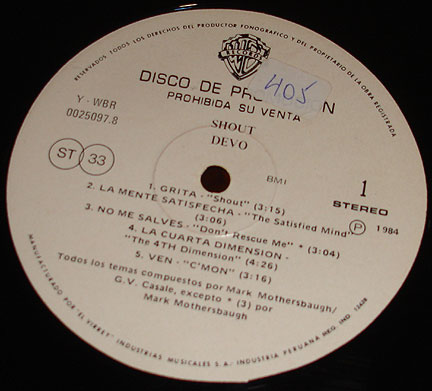 RESERVADOS TODOS LOS DERECHOS DEL PRODUCTOR FONOGRAFICO Y DEL PROPIETARIO DE LA OBRA REGISTRADA
W
RECORDS
DISCO DE PR N
405
PROHIBIDA SU VENTA
Y - WBR
0025097.8
SHOUT
DEVO
ST 33
BMI
1
STEREO
P 1984
1. GRITA - "Shout" (3:15)
2. LA MENTE SATISFECHA - "The Satisfied Mind"
(3:06)
3. NO ME SALVES - "Don't Rescue Me" * (3:04)
4. LA CUARTA DIMENSION -
"The 4TH Dimension" (4:26)
5. VEN - "C'MON" (3:16)
Todos los temas compuestos por Mark Mothersbaugh/
G.V. Casale, excepto * (3) por
Mark Mothersbaugh
MANUFACTURADO POR "EL VIRREY" INDUSTRIAS MUSICALES S.A.- INDUSTRIA PERUANA REG. IND.